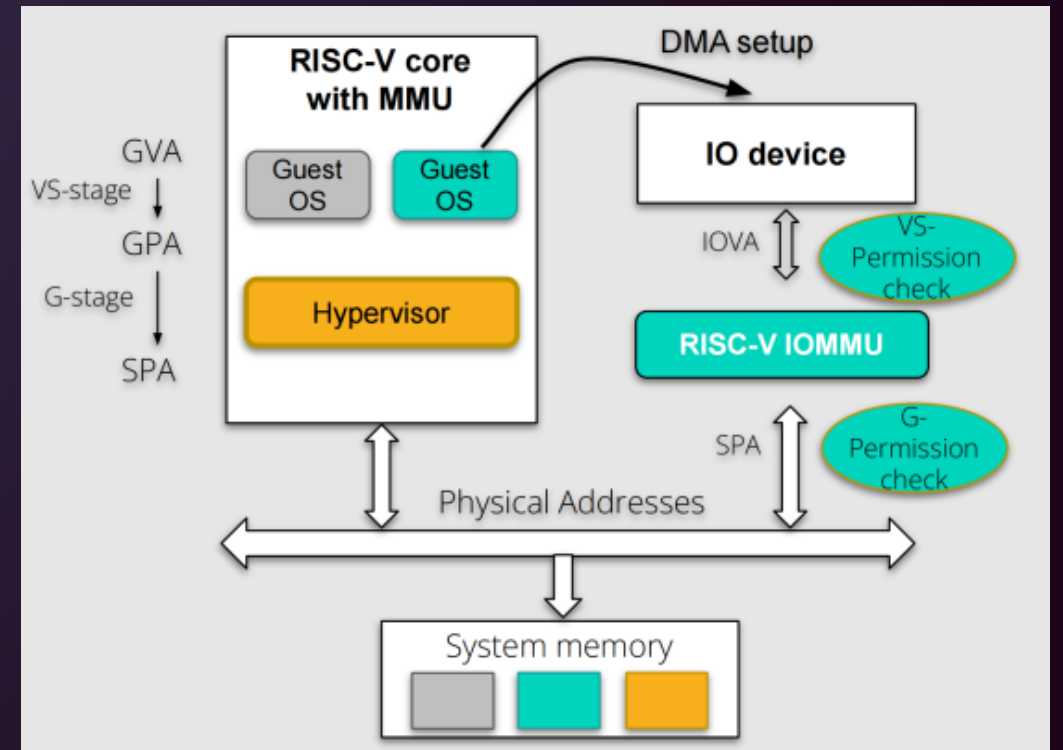 RISC-V core
with MMU
DMA setup
GVA
VS-stage
GPA
G-stage
SPA
Guest
OS
Guest
OS
Hypervisor
IO device
IOVA
VS-
Permission
check
RISC-V IOMMU
SPA
G-
Permission
check
Physical Addresses
System memory